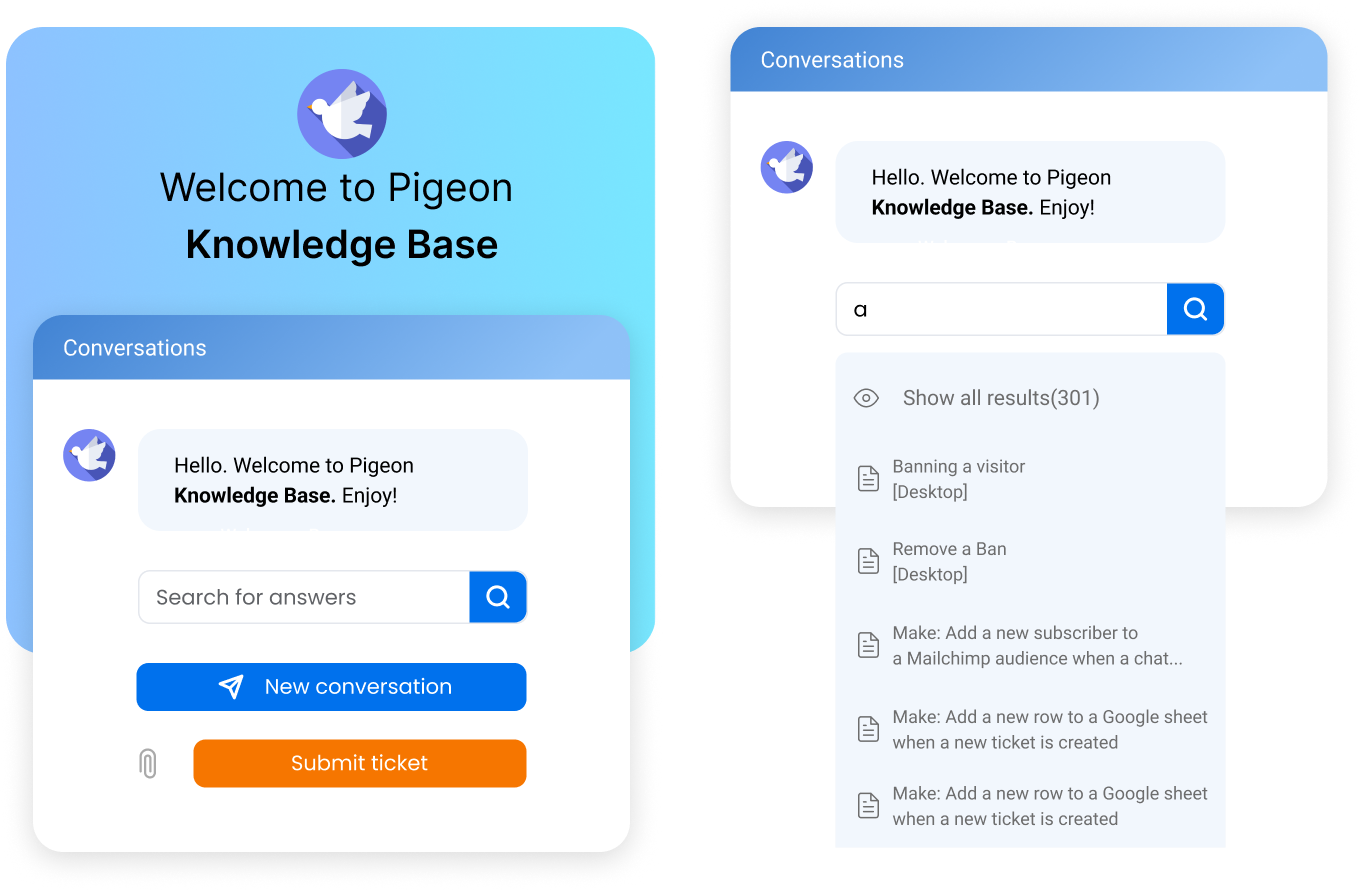 Welcome to Pigeon
Knowledge Base
Conversations
Hello. Welcome to Pigeon
Knowledge Base. Enjoy!
Search for answers
New conversation
Submit ticket
Conversations
Hello. Welcome to Pigeon
Knowledge Base. Enjoy!
a
Show all results(301)
Banning a visitor
[Desktop]
Remove a Ban
[Desktop]
Make: Add a new subscriber to
a Mailchimp audience when a chat...
Make: Add a new row to a Google sheet
when a new ticket is created
Make: Add a new row to a Google sheet
when a new ticket is created